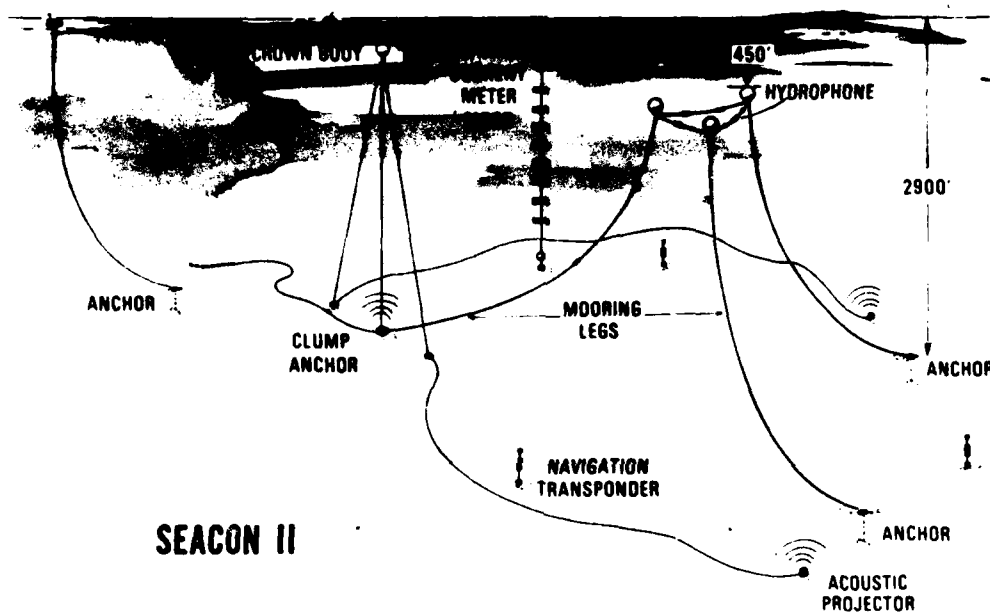 CROWN BUOY
METER
450'
HYDROPHONE
2900'
ANCHOR
CLUMP
ANCHOR
MOORING
LEGS
ANCHOR
NAVIGATION
TRANSPONDER
SEACON II
ANCHOR
ACOUSTIC
PROJECTOR